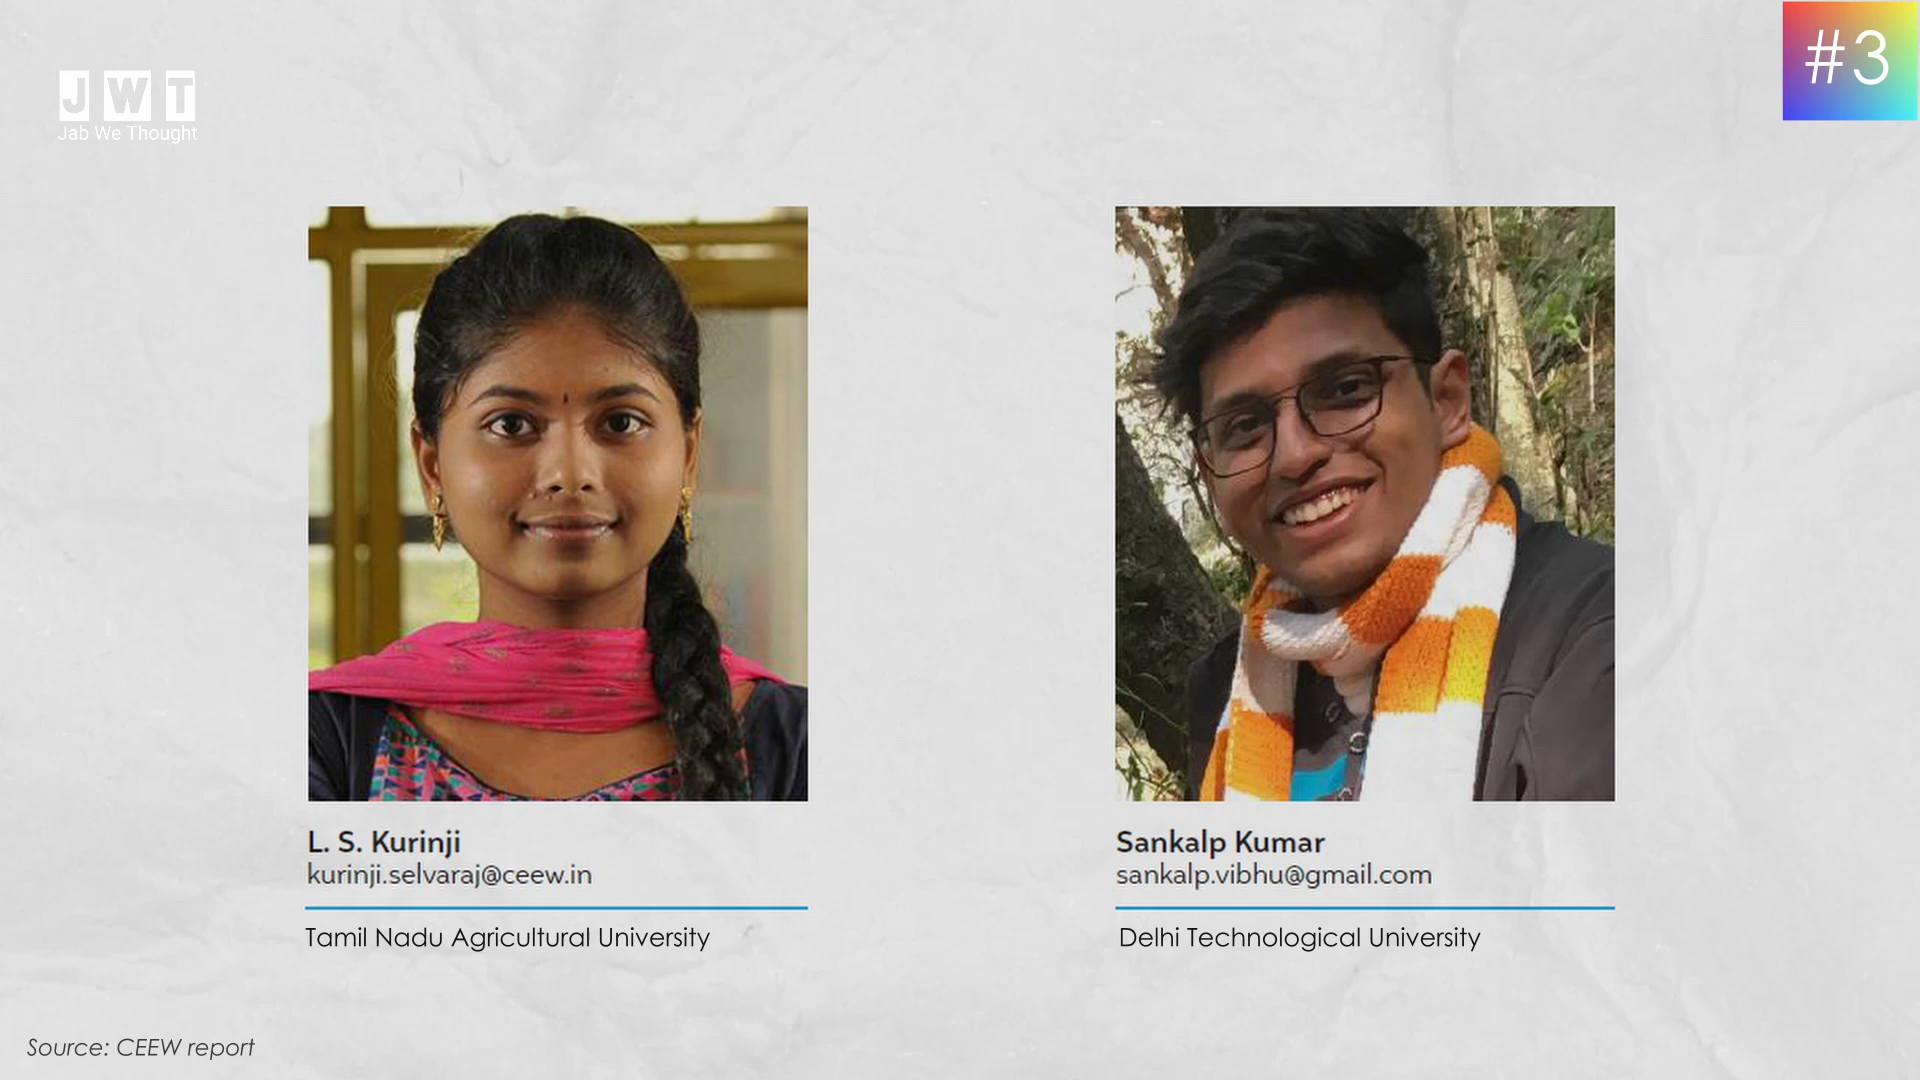 #3
JWT
Jab We Thought
L. S. Kurinji
kurinji.selvaraj@ceew.in
Tamil Nadu Agricultural University
Sankalp Kumar
sankalp.vibhu@gmail.com
Delhi Technological University
Source: CEEW report